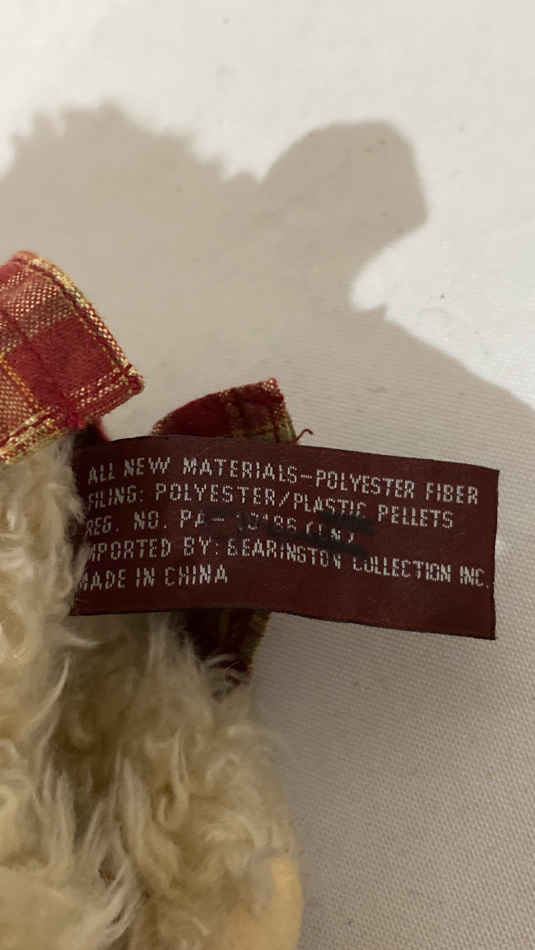 ALL NEW MATERIALS-POLYESTER FIBER
FILING: POLYESTER/PLASTIC PELLETS
REG. NO. PA-
IMPORTED BY: BEARINGTON COLLECTION INC.
MADE IN CHINA